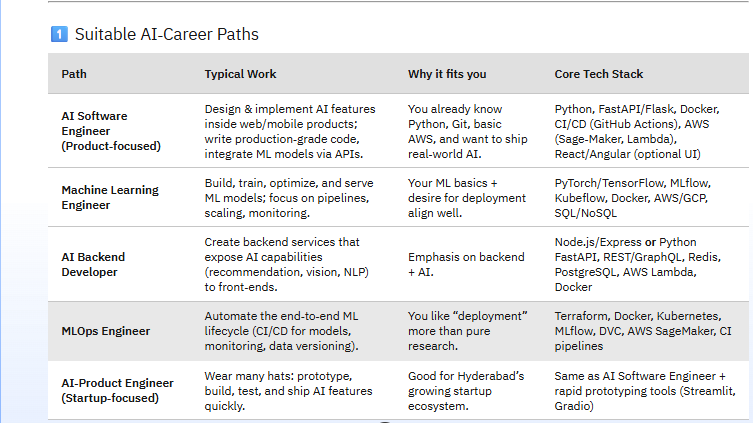 1 Suitable AI-Career Paths
Path Typical Work Why it fits you Core Tech Stack
AI Software
Engineer
(Product-focused)
Design & implement AI features
inside web/mobile products;
write production-grade code,
integrate ML models via APIs.
You already know
Python, Git, basic
AWS, and want to ship
real-world AI.
Python, FastAPI/Flask, Docker,
CI/CD (GitHub Actions), AWS
(Sage-Maker, Lambda),
React/Angular (optional UI)
Machine Learning
Engineer
Build, train, optimize, and serve
ML models; focus on pipelines,
scaling, monitoring.
Your ML basics +
desire for deployment
align well.
PyTorch/TensorFlow, MLflow,
Kubeflow, Docker, AWS/GCP,
SQL/NoSQL
AI Backend
Developer
Create backend services that
expose AI capabilities
(recommendation, vision, NLP)
to front-ends.
Emphasis on backend
+ AI.
Node.js/Express or Python
FastAPI, REST/GraphQL, Redis,
PostgreSQL, AWS Lambda,
Docker
MLOps Engineer
Automate the end-to-end ML
lifecycle (CI/CD for models,
monitoring, data versioning).
You like “deployment”
more than pure
research.
Terraform, Docker, Kubernetes,
MLflow, DVC, AWS SageMaker, CI
pipelines
AI-Product Engineer
(Startup-focused)
Wear many hats: prototype,
build, test, and ship AI features
quickly.
Good for Hyderabad’s
growing startup
ecosystem.
Same as AI Software Engineer +
rapid prototyping tools (Streamlit,
Gradio)